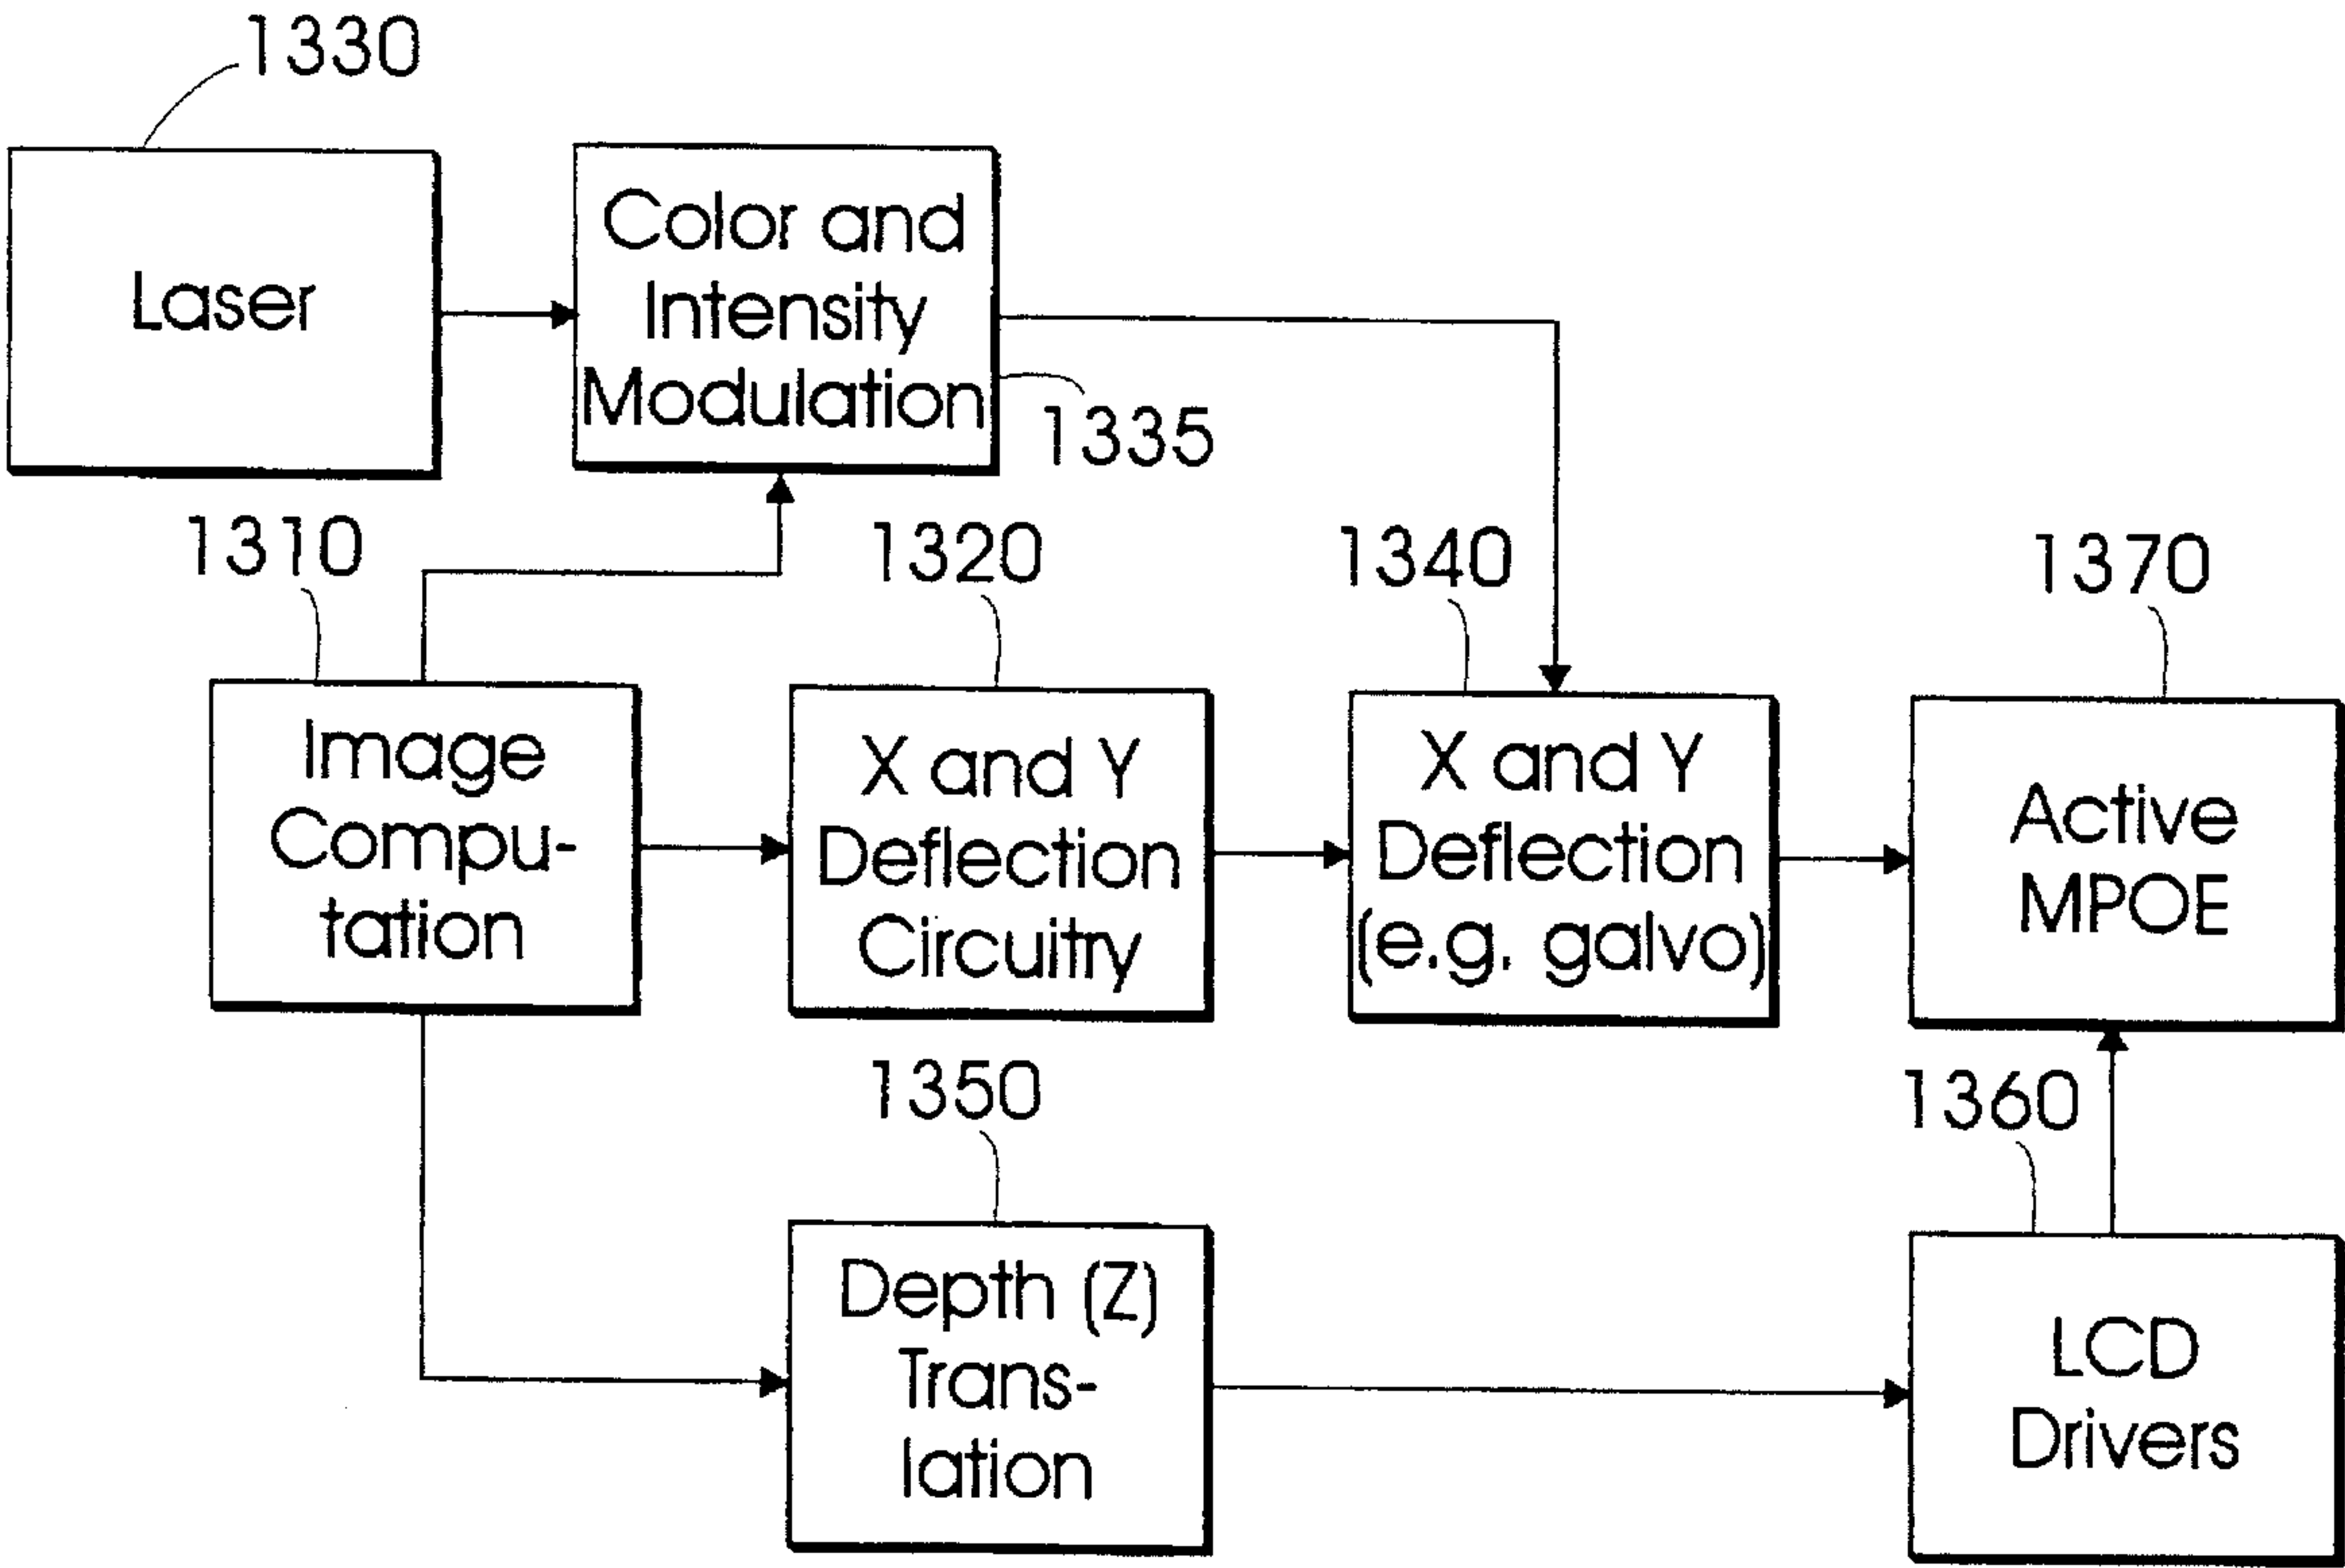 1330
Laser
Color and
Intensity
Modulation
1335
1310
1320
1340
1370
Image
Compu-
tation
X and Y
Deflection
Circuitry
X and Y
Deflection
(e.g. galvo)
Active
MPOE
1350
1360
Depth (Z)
Trans-
lation
LCD
Drivers